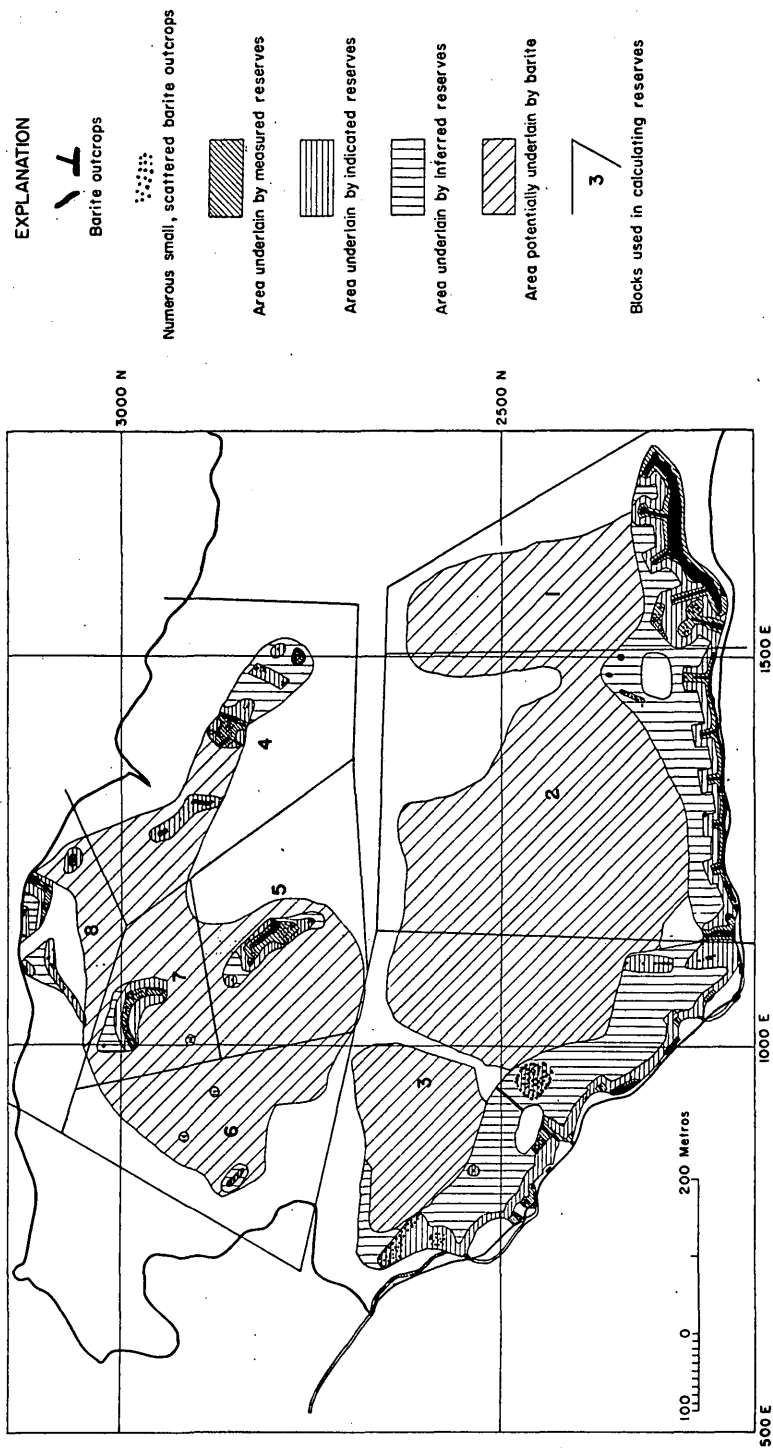 EXPLANATION
Barite outcrops
Numerous small, scattered barite outcrops
Area underlain by measured reserves
Area underlain by indicated reserves
Area underlain by inferred reserves
Area potentially underlain by barite
3
Blocks used in calculating reserves
3000 N
2500 N
500 E
1000 E
1500 E
1
2
3
4
5
6
7
8
100 0 200 Metros